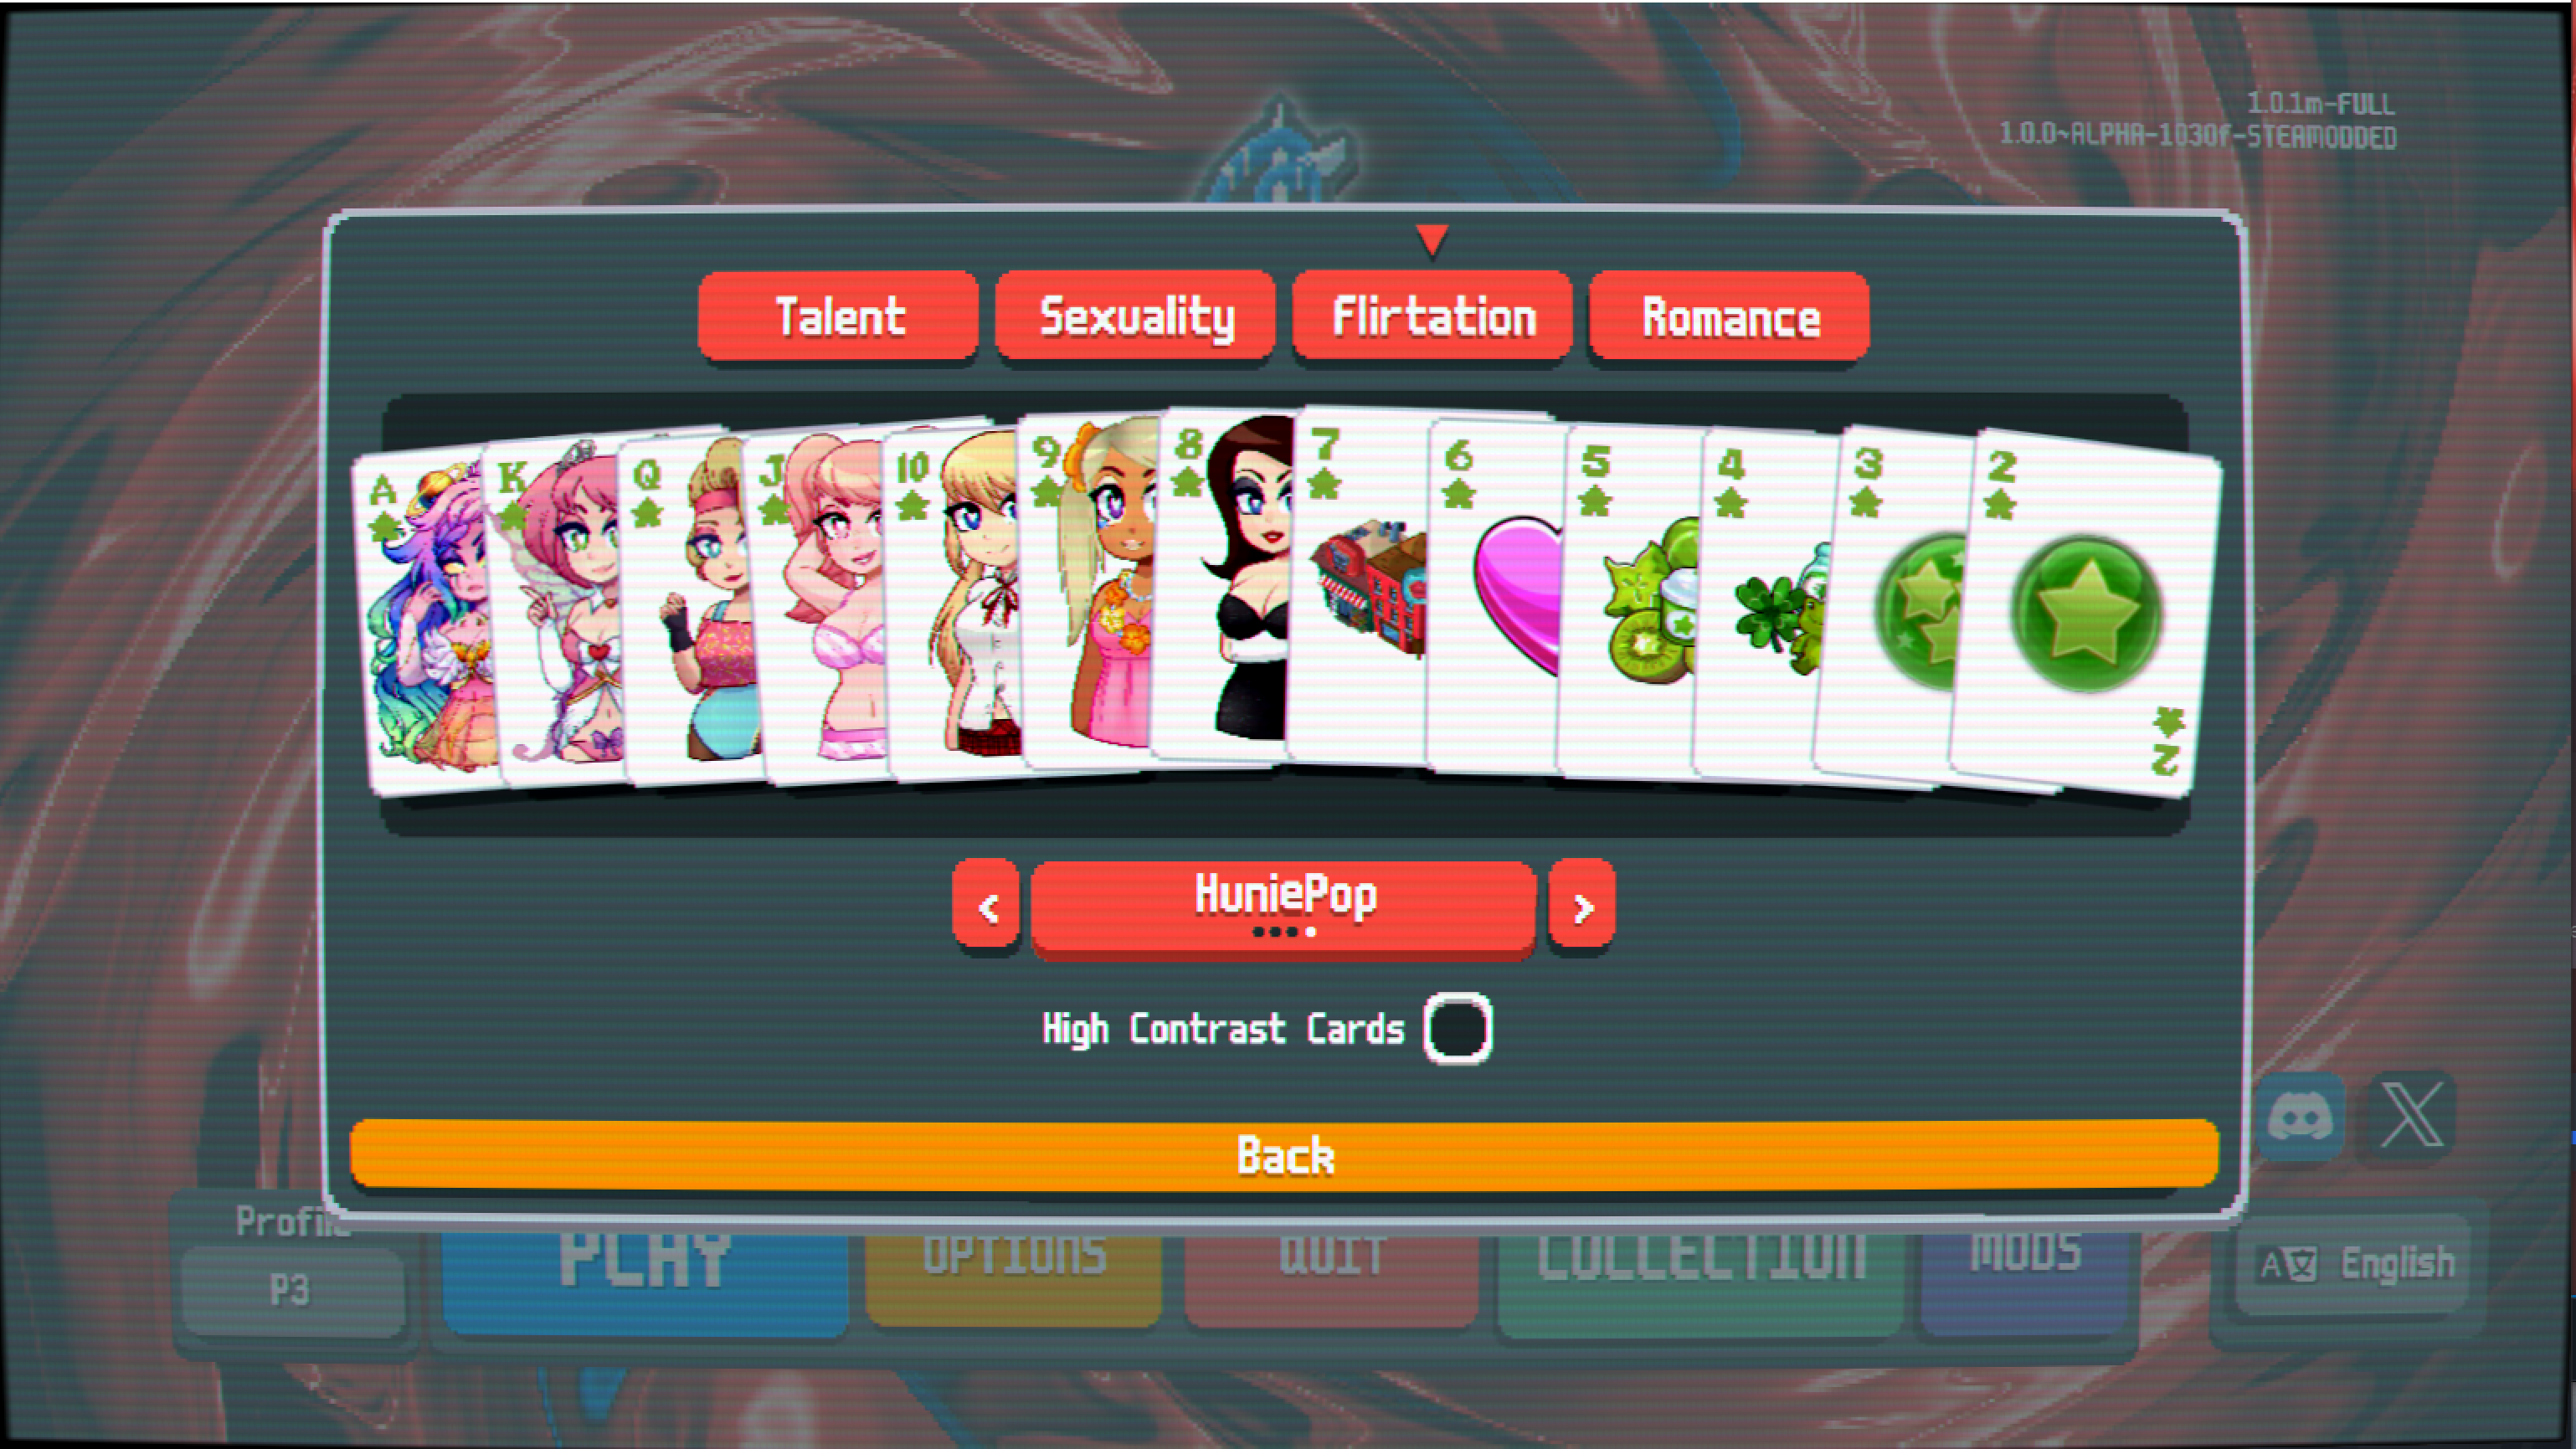 1.0.1m-FULL
1.0.0~ALPHA-1030f-STEAMODDED
Talent Sexuality Flirtation Romance
A K Q J 10 9 8 7 6 5 4 3 2
2
< HuniePop >
High Contrast Cards
Back
Profile
P3
PLAY OPTIONS QUIT COLLECTION MODS
English